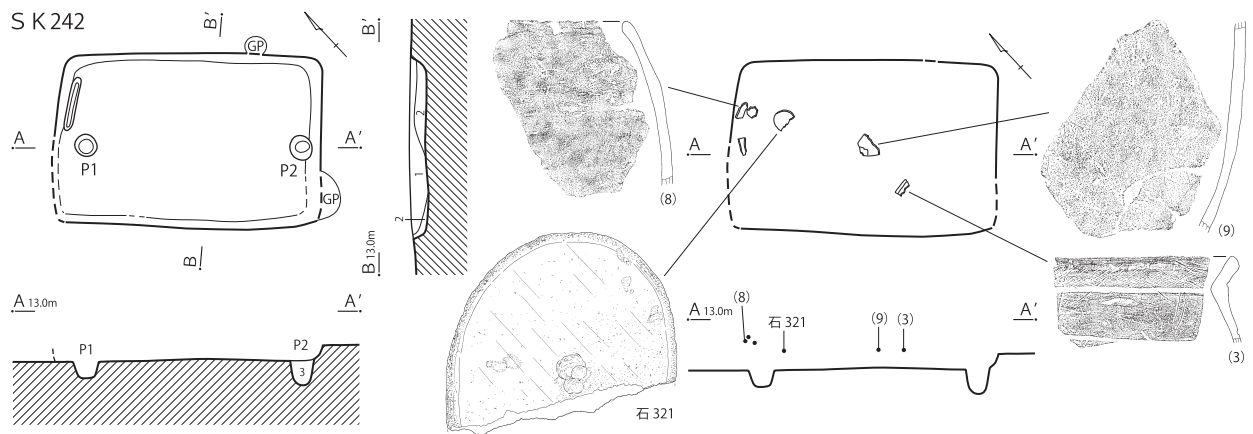 SK242
B'
GP
A
A'
P1
P2
GP
B
B'
2
1
2
B 13.0m
A 13.0m
A'
P1
P2
3
(8)
A
A'
(9)
(3)
石 321
A 13.0m
A'
(8)
石 321
(9)
(3)